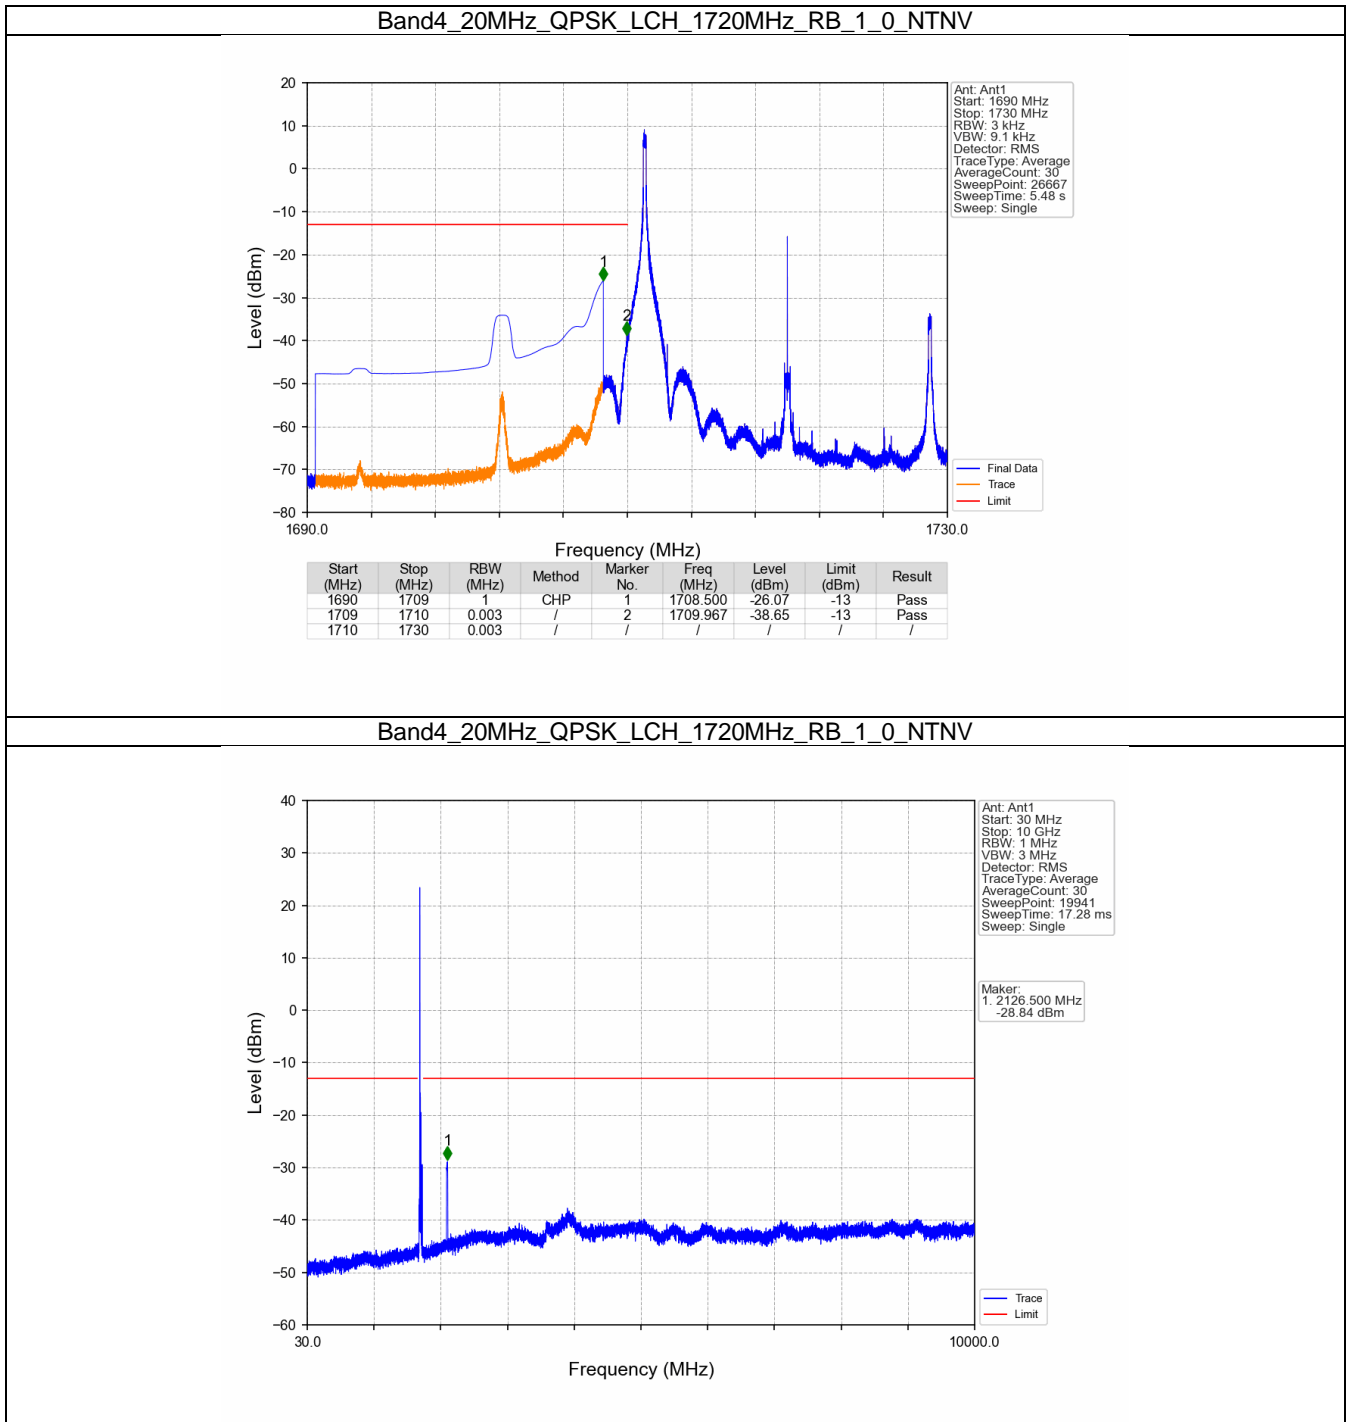 Band4_20MHz_QPSK_LCH_1720MHz_RB_1_0_NTNV
20
10
0
−10
−20
−30
−40
−50
−60
−70
−80
Level (dBm)
1
2
1690.0
1730.0
Frequency (MHz)
Ant: Ant1
Start: 1690 MHz
Stop: 1730 MHz
RBW: 3 kHz
VBW: 9.1 kHz
Detector: RMS
TraceType: Average
AverageCount: 30
SweepPoint: 26667
SweepTime: 5.48 s
Sweep: Single
Final Data
Trace
Limit
Start (MHz) Stop (MHz) RBW (MHz) Method Marker No. Freq (MHz) Level (dBm) Limit (dBm) Result
1690 1709 1 CHP 1 1708.500 -26.07 -13 Pass
1709 1710 0.003 / 2 1709.967 -38.65 -13 Pass
1710 1730 0.003 / / / / / /
Band4_20MHz_QPSK_LCH_1720MHz_RB_1_0_NTNV
40
30
20
10
0
−10
−20
−30
−40
−50
−60
Level (dBm)
1
30.0
10000.0
Frequency (MHz)
Ant: Ant1
Start: 30 MHz
Stop: 10 GHz
RBW: 1 MHz
VBW: 3 MHz
Detector: RMS
TraceType: Average
AverageCount: 30
SweepPoint: 19941
SweepTime: 17.28 ms
Sweep: Single
Maker:
1. 2126.500 MHz
-28.84 dBm
Trace
Limit